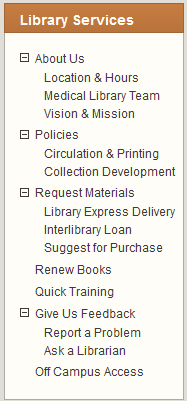 Library Services
About Us
Location & Hours
Medical Library Team
Vision & Mission
Policies
Circulation & Printing
Collection Development
Request Materials
Library Express Delivery
Interlibrary Loan
Suggest for Purchase
Renew Books
Quick Training
Give Us Feedback
Report a Problem
Ask a Librarian
Off Campus Access